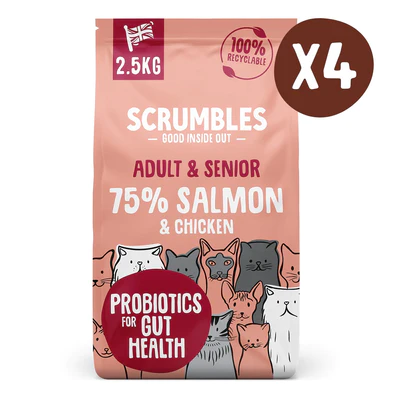 2.5KG
100%
RECYCLABLE
X4
SCRUMBLES
— GOOD INSIDE OUT —
ADULT & SENIOR
75% SALMON
& CHICKEN
PROBIOTICS
FOR GUT
HEALTH